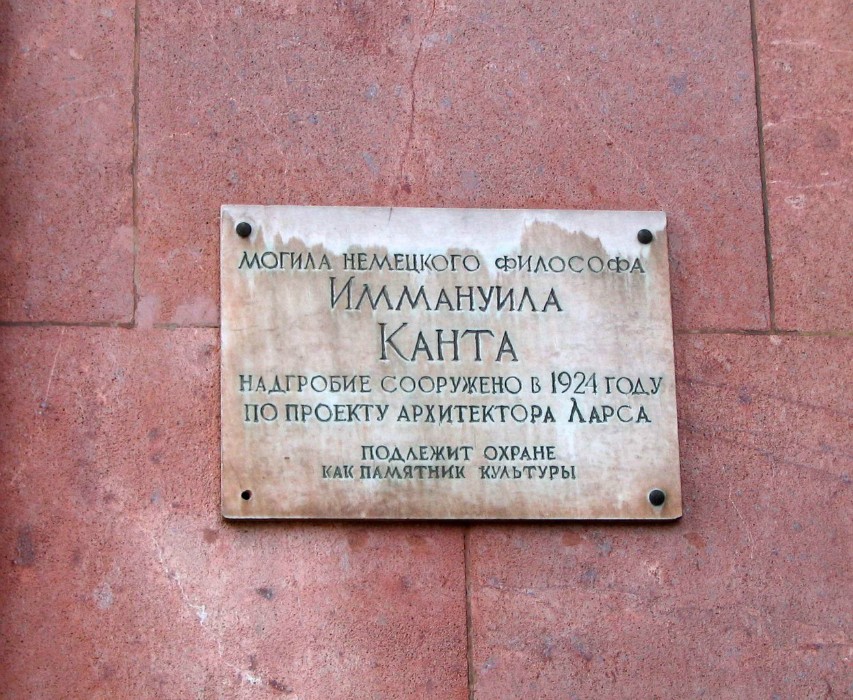 МОГИЛА НЕМЕЦКОГО ФИЛОСОФА
ИММАНУИЛА
КАНТА
НАДГРОБИЕ СООРУЖЕНО В 1924 ГОДУ
ПО ПРОЕКТУ АРХИТЕКТОРА ЛАРСА
ПОДЛЕЖИТ ОХРАНЕ
КАК ПАМЯТНИК КУЛЬТУРЫ